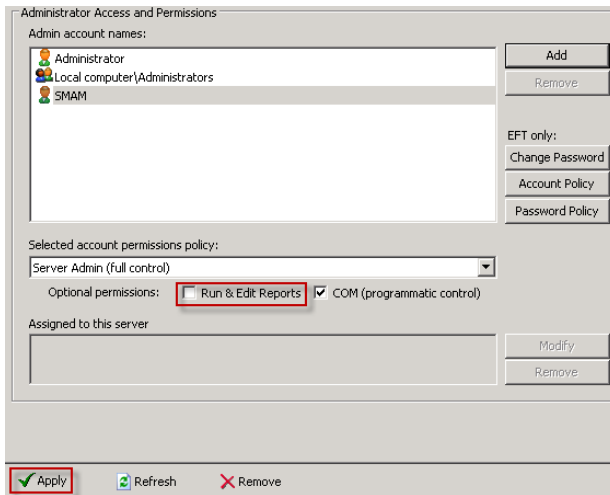 Administrator Access and Permissions
Admin account names:
Administrator
Local computer\Administrators
SMAM
Add
Remove
EFT only:
Change Password
Account Policy
Password Policy
Selected account permissions policy:
Server Admin (full control)
Optional permissions: Run & Edit Reports COM (programmatic control)
Assigned to this server
Modify
Remove
Apply Refresh Remove